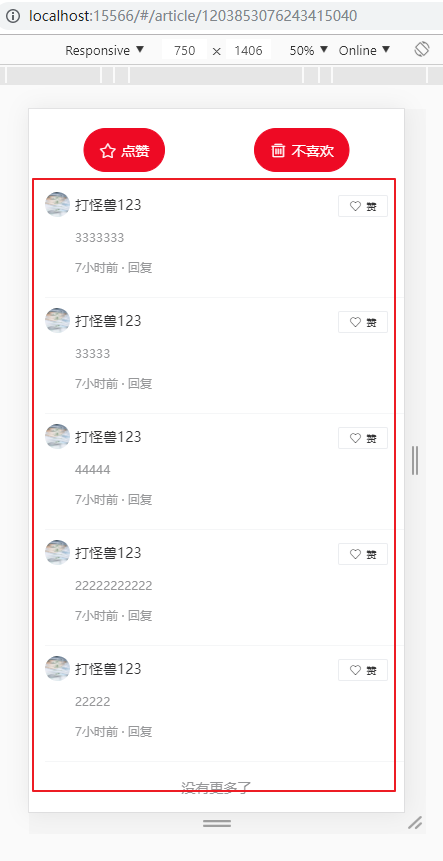 localhost:15566/#/article/1203853076243415040
Responsive ▼ 750 × 1406 50% ▼ Online ▼
点赞 不喜欢
打怪兽123 赞
3333333
7小时前 · 回复
打怪兽123 赞
33333
7小时前 · 回复
打怪兽123 赞
44444
7小时前 · 回复
打怪兽123 赞
22222222222
7小时前 · 回复
打怪兽123 赞
22222
7小时前 · 回复
没有更多了